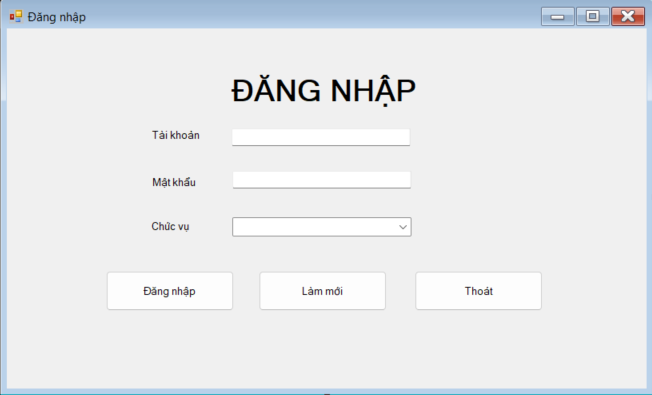 Đăng nhập
ĐĂNG NHẬP
Tài khoản
Mật khẩu
Chức vụ
Đăng nhập
Làm mới
Thoát